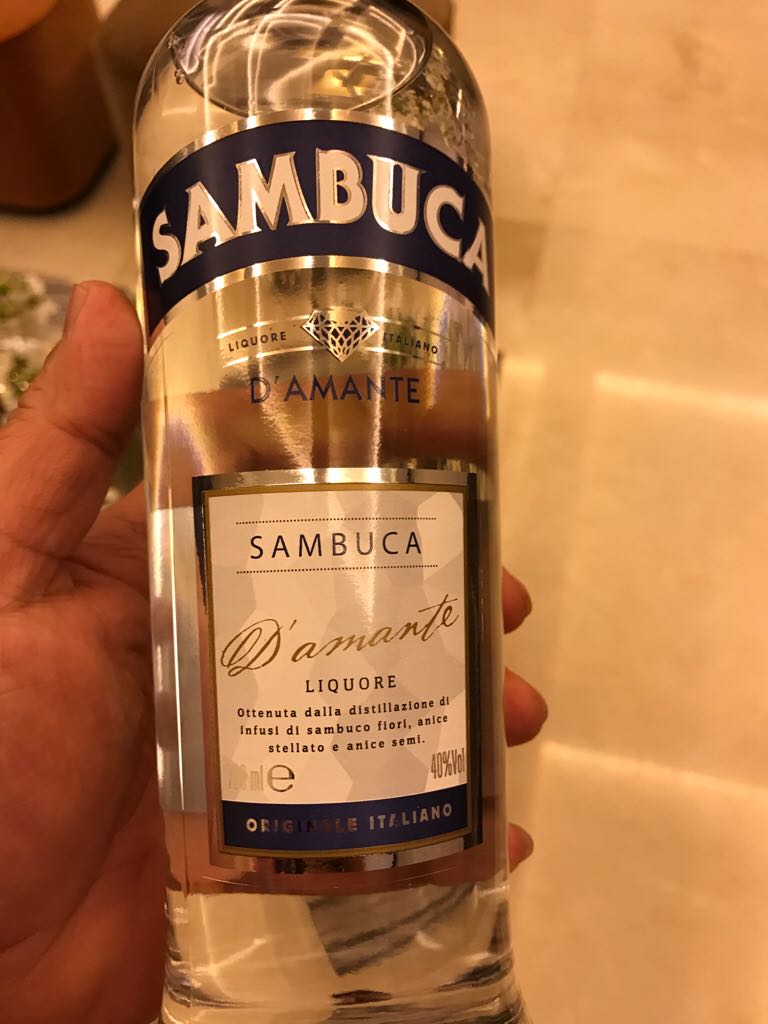 SAMBUCA
LIQUORE ITALIANO
D'AMANTE
SAMBUCA
D'amante
LIQUORE
Ottenuta dalla distillazione di
infusi di sambuco fiori, anice
stellato e anice semi.
ml e 40%Vol
ORIGINALE ITALIANO